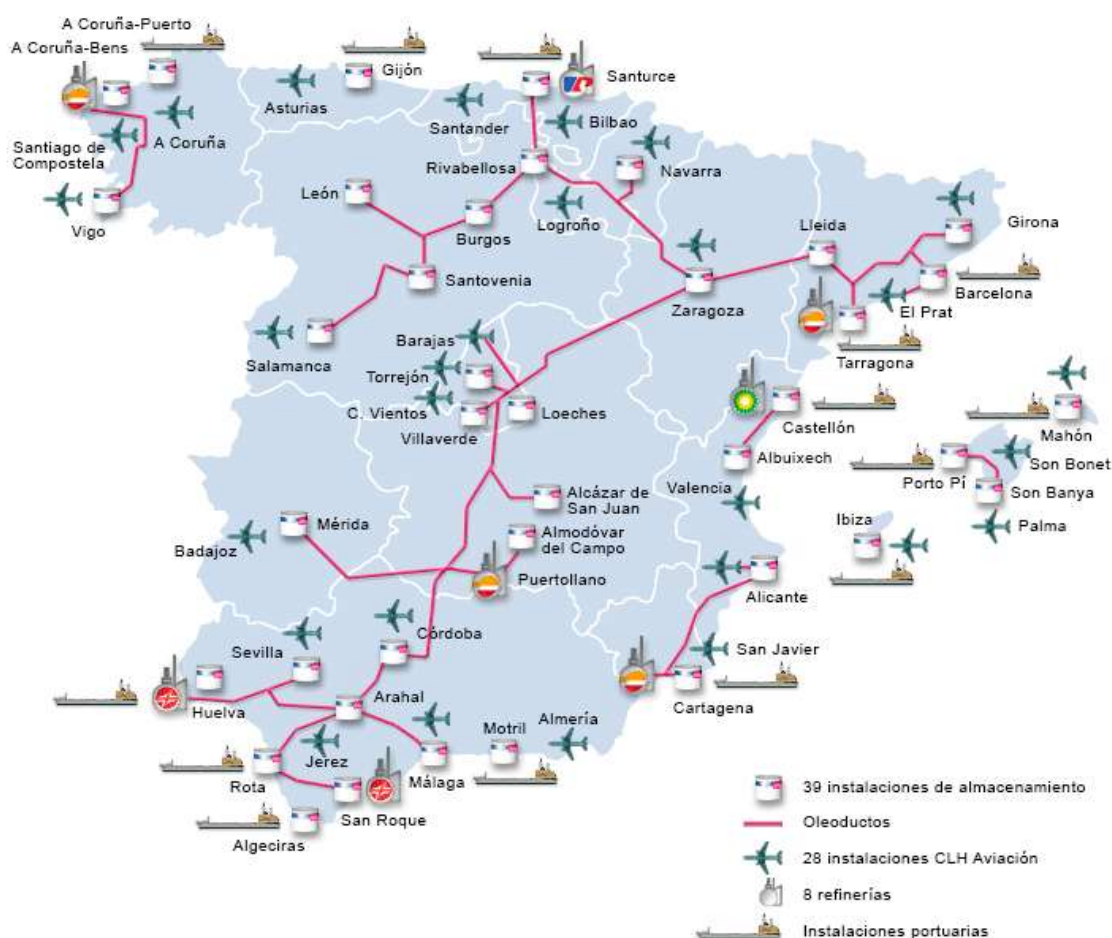 A Coruña-Puerto
A Coruña-Bens
Gijón
Santurce
Asturias
Santander
Bilbao
A Coruña
Santiago de
Compostela
Rivabellosa
Navarra
León
Vigo
Burgos
Logroño
Lleida
Girona
Santovenia
Zaragoza
El Prat
Barcelona
Barajas
Salamanca
Tarragona
Torrejón
C. Vientos
Loeches
Villaverde
Castellón
Mahón
Albuixech
Son Bonet
Porto Pí
Valencia
Son Banya
Alcázar de
San Juan
Mérida
Ibiza
Palma
Almodóvar
del Campo
Badajoz
Puertollano
Alicante
Córdoba
Sevilla
San Javier
Arahal
Cartagena
Huelva
Motril
Almería
Jerez
Rota
Málaga
San Roque
Algeciras
39 instalaciones de almacenamiento
Oleoductos
28 instalaciones CLH Aviación
8 refinerías
Instalaciones portuarias